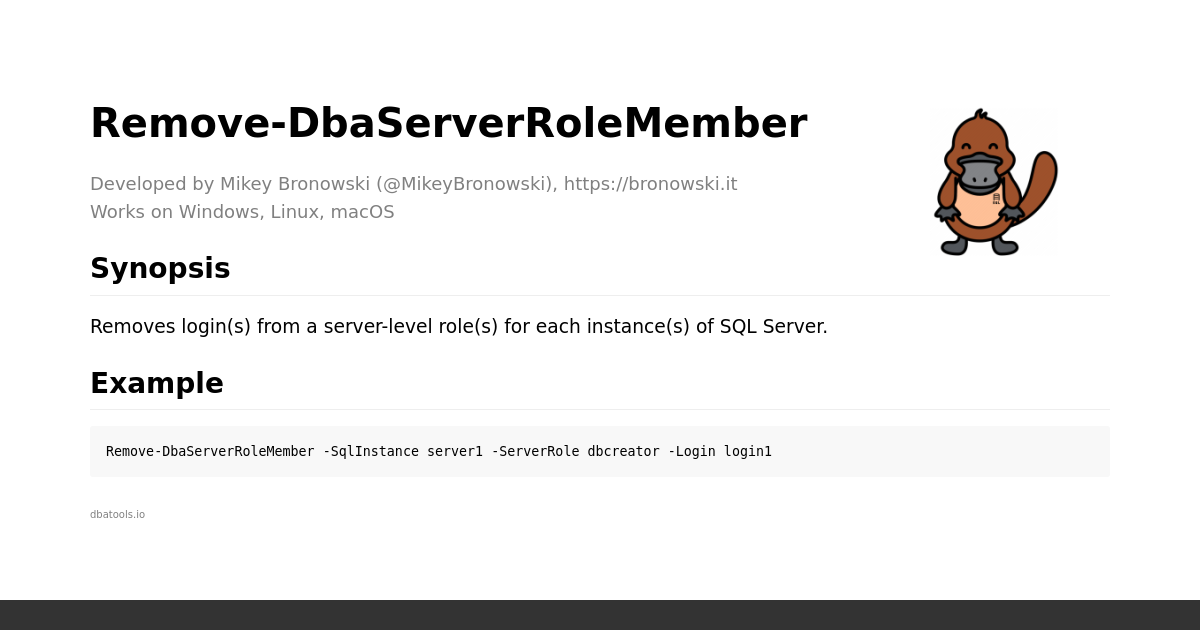 Remove-DbaServerRoleMember
Developed by Mikey Bronowski (@MikeyBronowski), https://bronowski.it
Works on Windows, Linux, macOS
Synopsis
Removes login(s) from a server-level role(s) for each instance(s) of SQL Server.
Example
Remove-DbaServerRoleMember -SqlInstance server1 -ServerRole dbcreator -Login login1
dbatools.io